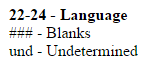 22-24 - Language
### - Blanks
und - Undetermined